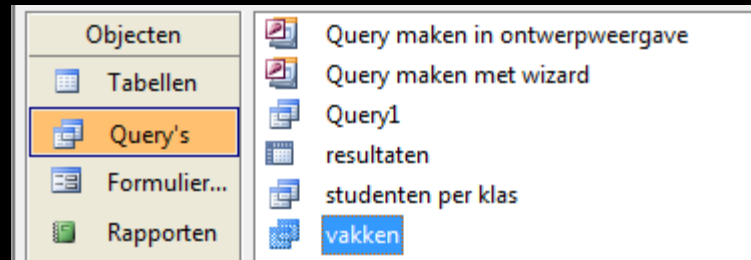 Objecten
Tabellen
Query's
Formulier...
Rapporten
Query maken in ontwerpweergave
Query maken met wizard
Query1
resultaten
studenten per klas
vakken